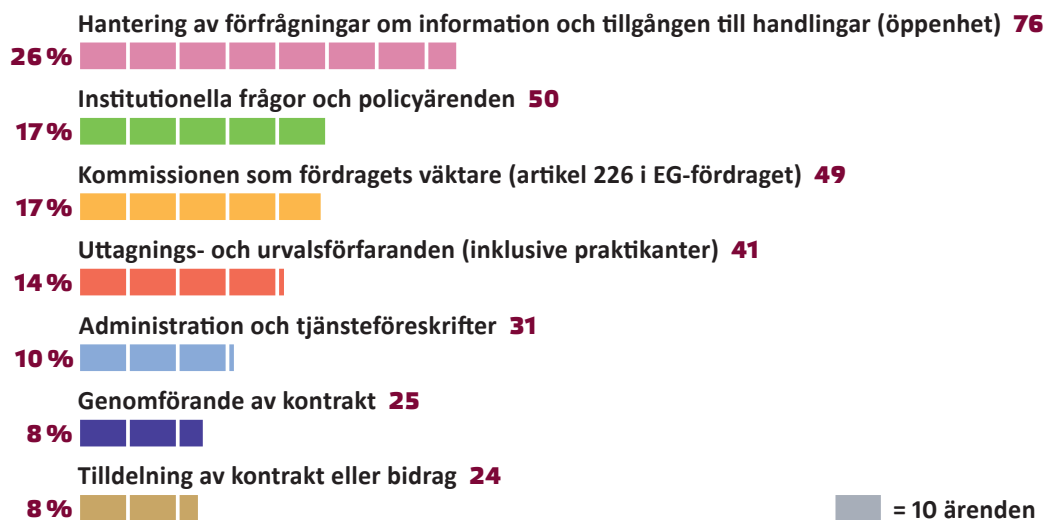 Hantering av förfrågningar om information och tillgången till handlingar (öppenhet) 76
26 %
Institutionella frågor och policyärenden 50
17 %
Kommissionen som fördragets väktare (artikel 226 i EG-fördraget) 49
17 %
Uttagnings- och urvalsförfaranden (inklusive praktikanter) 41
14 %
Administration och tjänsteföreskrifter 31
10 %
Genomförande av kontrakt 25
8 %
Tilldelning av kontrakt eller bidrag 24
8 %
= 10 ärenden